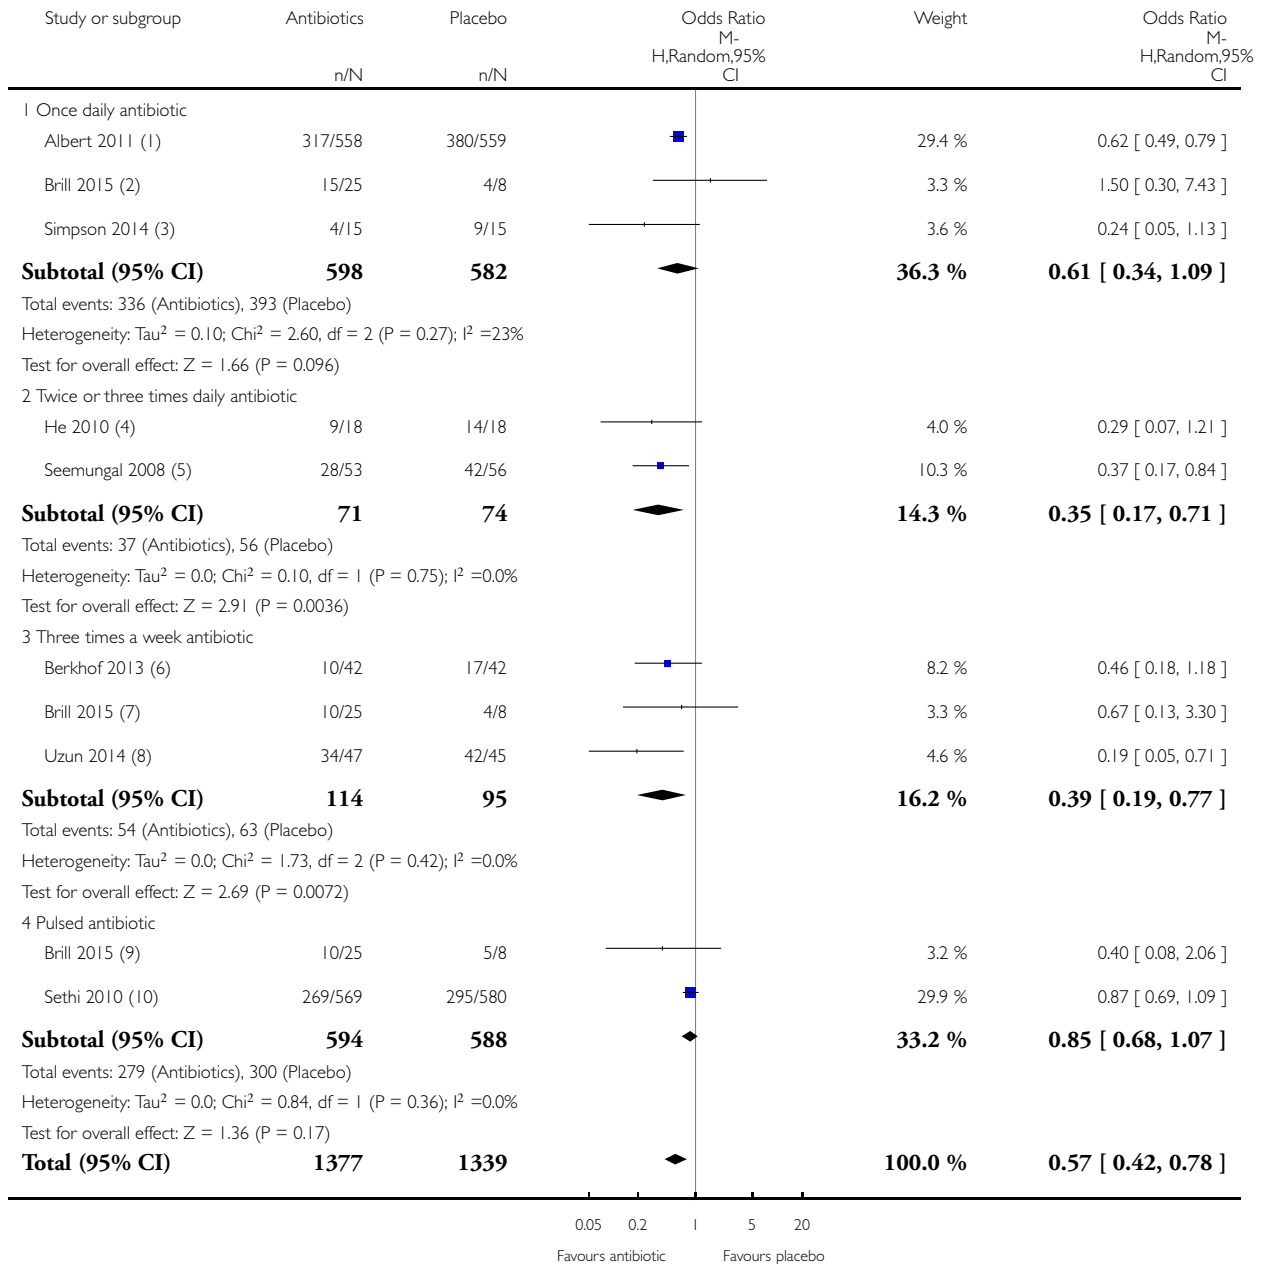 Study or subgroup Antibiotics Placebo Odds Ratio Weight Odds Ratio
M- M-
H,Random,95% H,Random,95%
n/N n/N CI CI
1 Once daily antibiotic
Albert 2011 (1) 317/558 380/559 29.4 % 0.62 [ 0.49, 0.79 ]
Brill 2015 (2) 15/25 4/8 3.3 % 1.50 [ 0.30, 7.43 ]
Simpson 2014 (3) 4/15 9/15 3.6 % 0.24 [ 0.05, 1.13 ]
Subtotal (95% CI) 598 582 36.3 % 0.61 [ 0.34, 1.09 ]
Total events: 336 (Antibiotics), 393 (Placebo)
Heterogeneity: Tau² = 0.10; Chi² = 2.60, df = 2 (P = 0.27); I² =23%
Test for overall effect: Z = 1.66 (P = 0.096)
2 Twice or three times daily antibiotic
He 2010 (4) 9/18 14/18 4.0 % 0.29 [ 0.07, 1.21 ]
Seemungal 2008 (5) 28/53 42/56 10.3 % 0.37 [ 0.17, 0.84 ]
Subtotal (95% CI) 71 74 14.3 % 0.35 [ 0.17, 0.71 ]
Total events: 37 (Antibiotics), 56 (Placebo)
Heterogeneity: Tau² = 0.0; Chi² = 0.10, df = 1 (P = 0.75); I² =0.0%
Test for overall effect: Z = 2.91 (P = 0.0036)
3 Three times a week antibiotic
Berkhof 2013 (6) 10/42 17/42 8.2 % 0.46 [ 0.18, 1.18 ]
Brill 2015 (7) 10/25 4/8 3.3 % 0.67 [ 0.13, 3.30 ]
Uzun 2014 (8) 34/47 42/45 4.6 % 0.19 [ 0.05, 0.71 ]
Subtotal (95% CI) 114 95 16.2 % 0.39 [ 0.19, 0.77 ]
Total events: 54 (Antibiotics), 63 (Placebo)
Heterogeneity: Tau² = 0.0; Chi² = 1.73, df = 2 (P = 0.42); I² =0.0%
Test for overall effect: Z = 2.69 (P = 0.0072)
4 Pulsed antibiotic
Brill 2015 (9) 10/25 5/8 3.2 % 0.40 [ 0.08, 2.06 ]
Sethi 2010 (10) 269/569 295/580 29.9 % 0.87 [ 0.69, 1.09 ]
Subtotal (95% CI) 594 588 33.2 % 0.85 [ 0.68, 1.07 ]
Total events: 279 (Antibiotics), 300 (Placebo)
Heterogeneity: Tau² = 0.0; Chi² = 0.84, df = 1 (P = 0.36); I² =0.0%
Test for overall effect: Z = 1.36 (P = 0.17)
Total (95% CI) 1377 1339 100.0 % 0.57 [ 0.42, 0.78 ]
0.05 0.2 1 5 20
Favours antibiotic Favours placebo